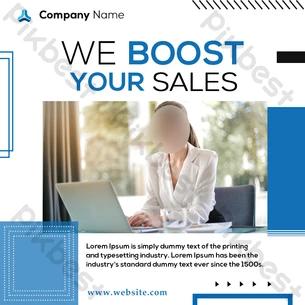 Company Name
WE BOOST
YOUR SALES
Lorem Ipsum is simply dummy text of the printing
and typesetting industry. Lorem Ipsum has been the
industry's standard dummy text ever since the 1500s.
www.website.com
pikbest